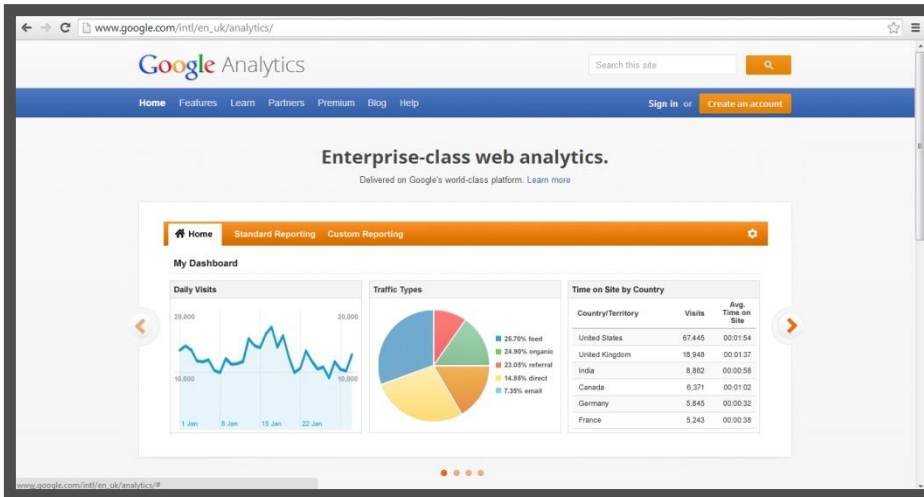 www.google.com/intl/en_uk/analytics/
Google Analytics
Search this site
Home Features Learn Partners Premium Blog Help
Sign in or Create an account
Enterprise-class web analytics.
Delivered on Google's world-class platform. Learn more
Home Standard Reporting Custom Reporting
My Dashboard
Daily Visits
20,000 20,000
10,000 10,000
1 Jan 8 Jan 15 Jan 22 Jan
Traffic Types
25.70% feed
24.90% organic
23.05% referral
14.85% direct
7.35% email
Time on Site by Country
Country/Territory Visits Avg. Time on Site
United States 67,445 00:01:54
United Kingdom 18,948 00:01:37
India 8,882 00:00:58
Canada 6,371 00:01:02
Germany 5,845 00:00:32
France 5,243 00:00:38
www.google.com/intl/en_uk/analytics/#